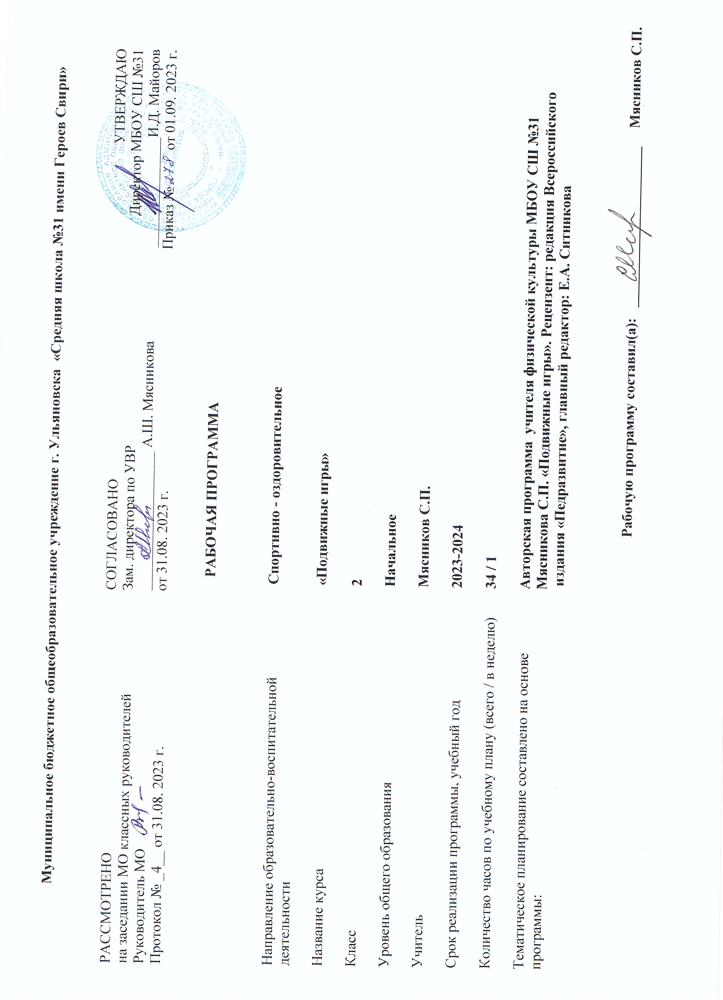 Муниципальное бюджетное общеобразовательное учреждение г. Ульяновска «Средняя школа №31 имени Героев Свири»
РАССМОТРЕНО
на заседании МО классных руководителей
Руководитель МО
Протокол № _ 4 __ от 31.08. 2023 г.
СОГЛАСОВАНО
Зам. директора по УВР
А.Ш. Мясникова
от 31.08. 2023 г.
УТВЕРЖДАЮ
Директор МБОУ СШ №31
И.Д. Майоров
Приказ № 278 от 01.09. 2023 г.
РАБОЧАЯ ПРОГРАММА
Направление образовательно-воспитательной
деятельности
Спортивно - оздоровительное
Название курса
«Подвижные игры»
Класс
2
Уровень общего образования
Начальное
Учитель
Мясников С.П.
Срок реализации программы, учебный год
2023-2024
Количество часов по учебному плану (всего / в неделю)
34 / 1
Тематическое планирование составлено на основе
программы:
Авторская программа учителя физической культуры МБОУ СШ №31
Мясникова С.П. «Подвижные игры». Рецензент: редакция Всероссийского
издания «Педразвитие», главный редактор: Е.А. Ситникова
Рабочую программу составил(а):
Мясников С.П.